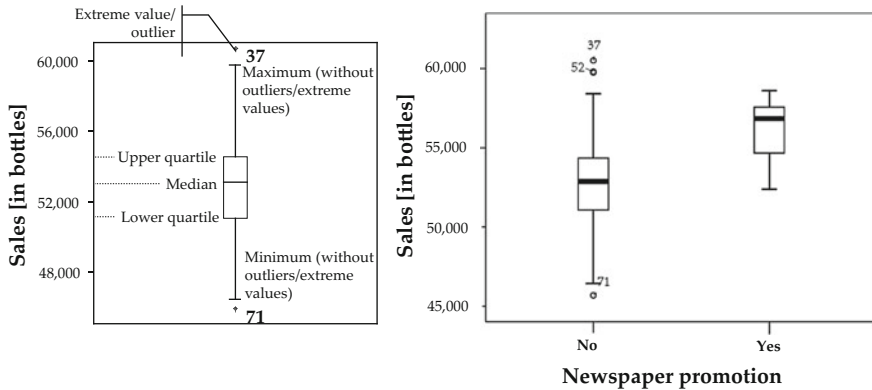 Extreme value/
outlier
37
60,000
Maximum (without
outliers/extreme
values)
56,000
Upper quartile
Median
52,000
Lower quartile
Minimum (without
outliers/extreme
values)
48,000
71
Sales [in bottles]
37
52
60,000
55,000
50,000
71
45,000
Sales [in bottles]
No
Yes
Newspaper promotion